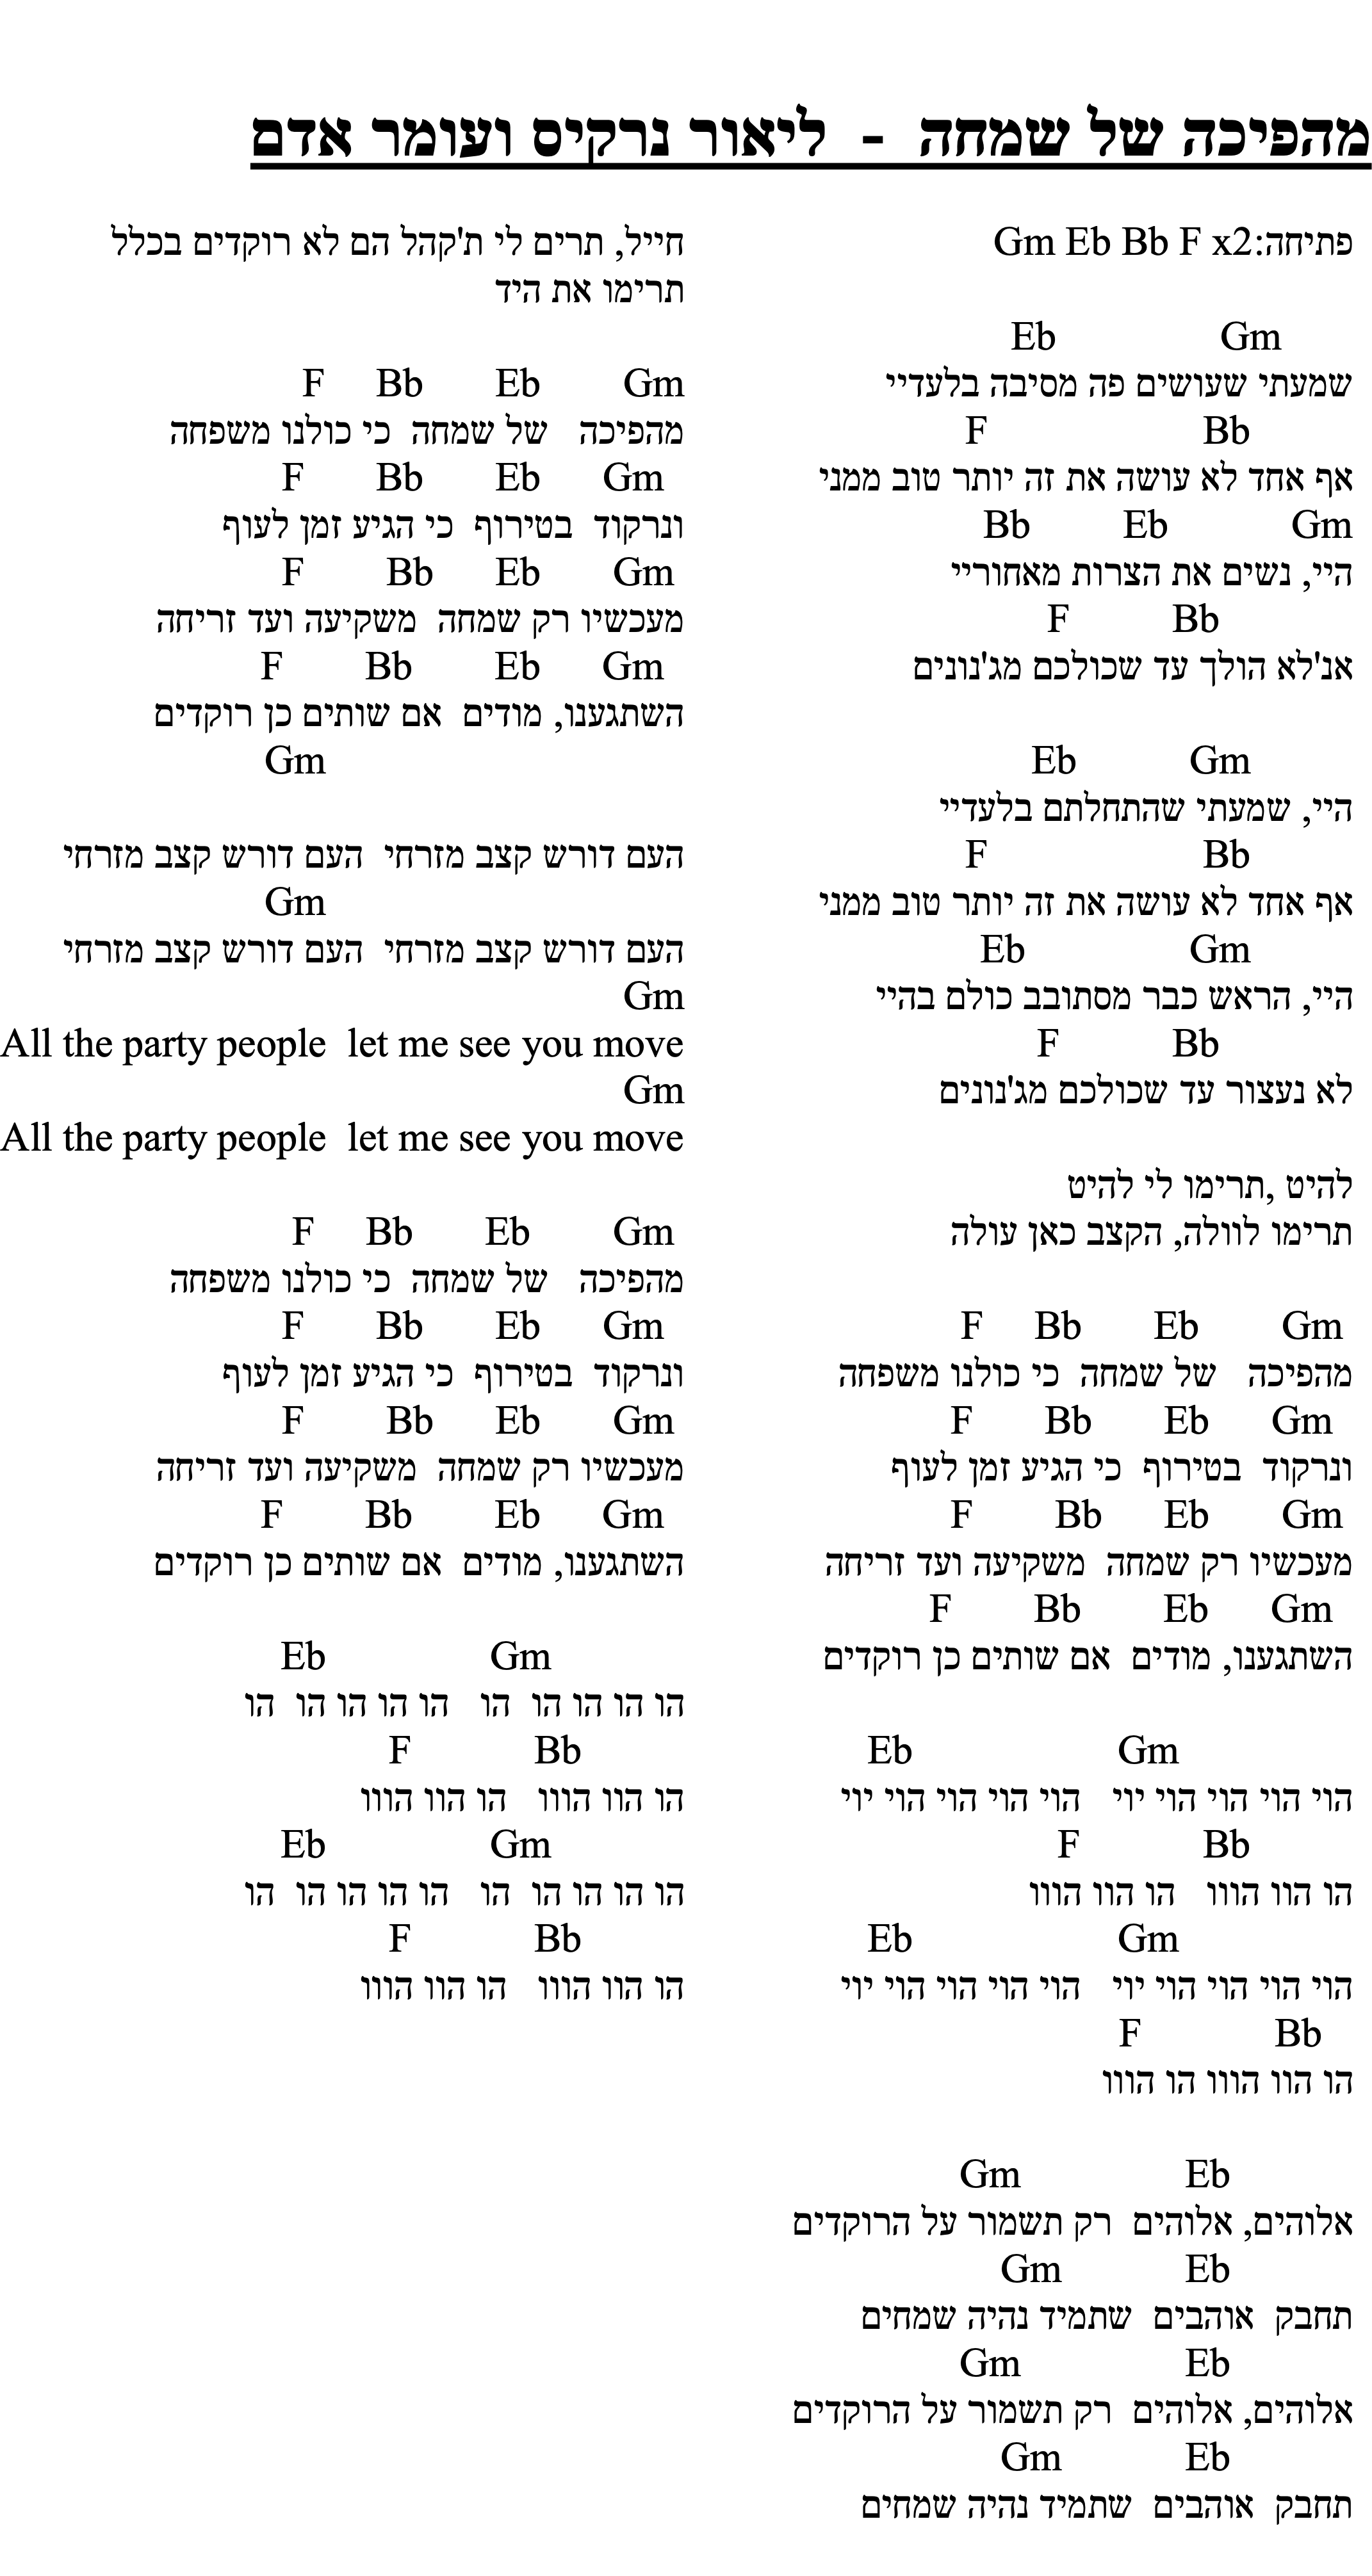 מהפיכה של שמחה - ליאור נרקיס ועומר אדם
פתיחה:Gm Eb Bb F x2
Eb Gm
שמעתי שעושים פה מסיבה בלעדיי
F Bb
אף אחד לא עושה את זה יותר טוב ממני
Bb Eb Gm
היי, נשים את הצרות מאחוריי
F Bb
אנ'לא הולך עד שכולכם מג'נונים
Eb Gm
היי, שמעתי שהתחלתם בלעדיי
F Bb
אף אחד לא עושה את זה יותר טוב ממני
Eb Gm
היי, הראש כבר מסתובב כולם בהיי
F Bb
לא נעצור עד שכולכם מג'נונים
להיט ,תרימו לי להיט
תרימו לוולה, הקצב כאן עולה
F Bb Eb Gm
מהפיכה של שמחה כי כולנו משפחה
F Bb Eb Gm
ונרקוד בטירוף כי הגיע זמן לעוף
F Bb Eb Gm
מעכשיו רק שמחה משקיעה ועד זריחה
F Bb Eb Gm
השתגענו, מודים אם שותים כן רוקדים
Eb Gm
הוי הוי הוי הוי יוי הוי הוי הוי הוי יוי
F Bb
הו הוו הווו הו הוו הווו
Eb Gm
הוי הוי הוי הוי יוי הוי הוי הוי הוי יוי
F Bb
הו הוו הווו הו הווו
Gm Eb
אלוהים, אלוהים רק תשמור על הרוקדים
Gm Eb
תחבק אוהבים שתמיד נהיה שמחים
Gm Eb
אלוהים, אלוהים רק תשמור על הרוקדים
Gm Eb
תחבק אוהבים שתמיד נהיה שמחים
חייל, תרים לי ת'קהל הם לא רוקדים בכלל
תרימו את היד
F Bb Eb Gm
מהפיכה של שמחה כי כולנו משפחה
F Bb Eb Gm
ונרקוד בטירוף כי הגיע זמן לעוף
F Bb Eb Gm
מעכשיו רק שמחה משקיעה ועד זריחה
F Bb Eb Gm
השתגענו, מודים אם שותים כן רוקדים
Gm
העם דורש קצב מזרחי העם דורש קצב מזרחי
Gm
העם דורש קצב מזרחי העם דורש קצב מזרחי
Gm
All the party people let me see you move
Gm
All the party people let me see you move
F Bb Eb Gm
מהפיכה של שמחה כי כולנו משפחה
F Bb Eb Gm
ונרקוד בטירוף כי הגיע זמן לעוף
F Bb Eb Gm
מעכשיו רק שמחה משקיעה ועד זריחה
F Bb Eb Gm
השתגענו, מודים אם שותים כן רוקדים
Eb Gm
הו הו הו הו הו הו הו הו הו הו
F Bb
הו הוו הווו הו הוו הווו
Eb Gm
הו הו הו הו הו הו הו הו הו הו
F Bb
הו הוו הווו הו הוו הווו